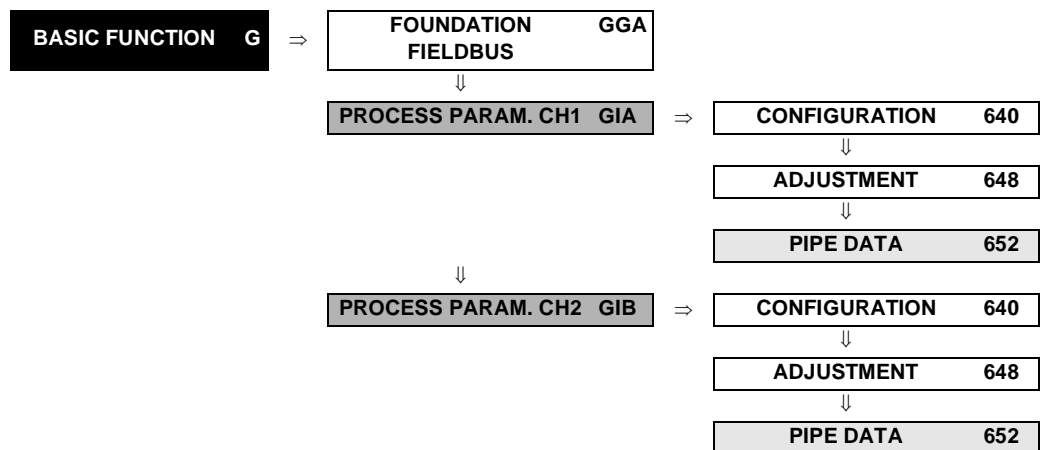 BASIC FUNCTION G ⇒ FOUNDATION GGA
FIELDBUS
⇓
PROCESS PARAM. CH1 GIA ⇒ CONFIGURATION 640
⇓
ADJUSTMENT 648
⇓
PIPE DATA 652
⇓
PROCESS PARAM. CH2 GIB ⇒ CONFIGURATION 640
⇓
ADJUSTMENT 648
⇓
PIPE DATA 652